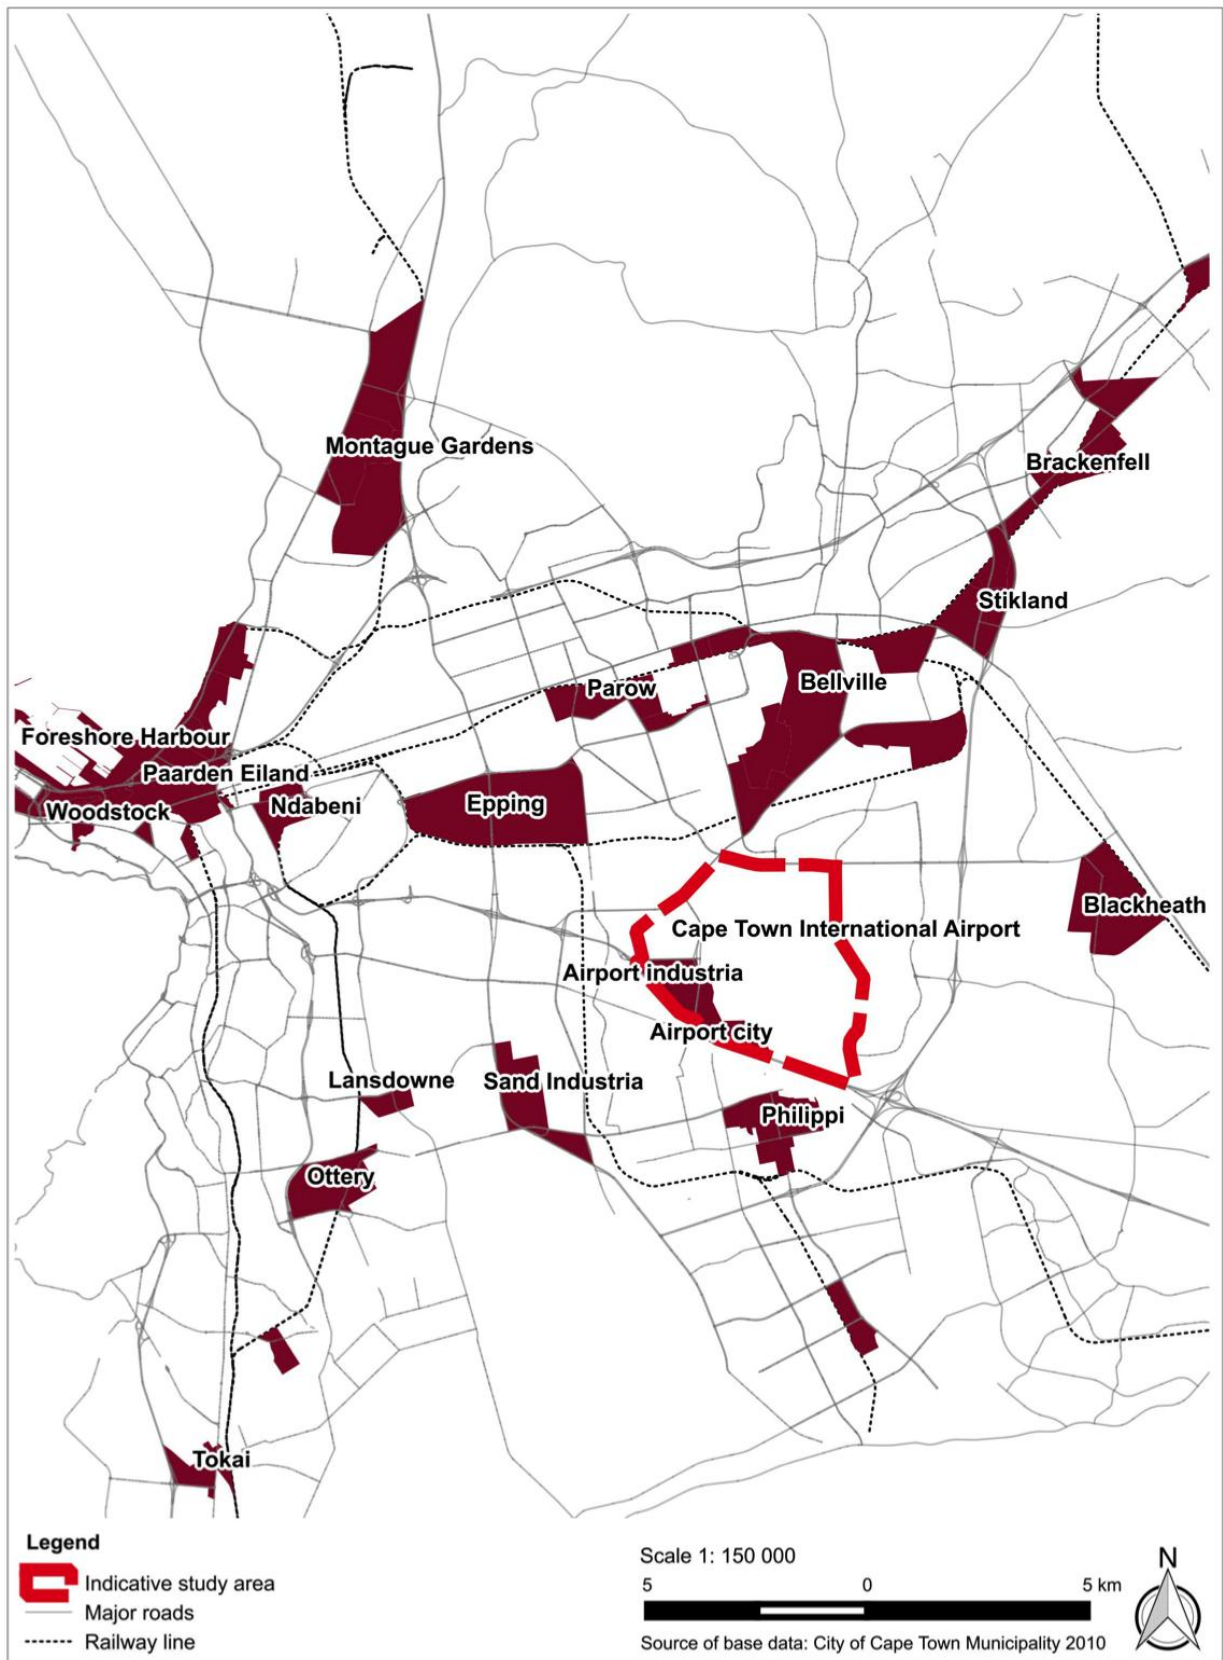 Montague Gardens
Brackenfell
Stikland
Parow
Bellville
Foreshore Harbour
Paarden Eiland
Woodstock
Ndabeni
Epping
Blackheath
Cape Town International Airport
Airport industria
Airport city
Lansdowne
Sand Industria
Philippi
Ottery
Tokai
Legend
Indicative study area
Major roads
Railway line
Scale 1: 150 000
5 0 5 km
Source of base data: City of Cape Town Municipality 2010
N